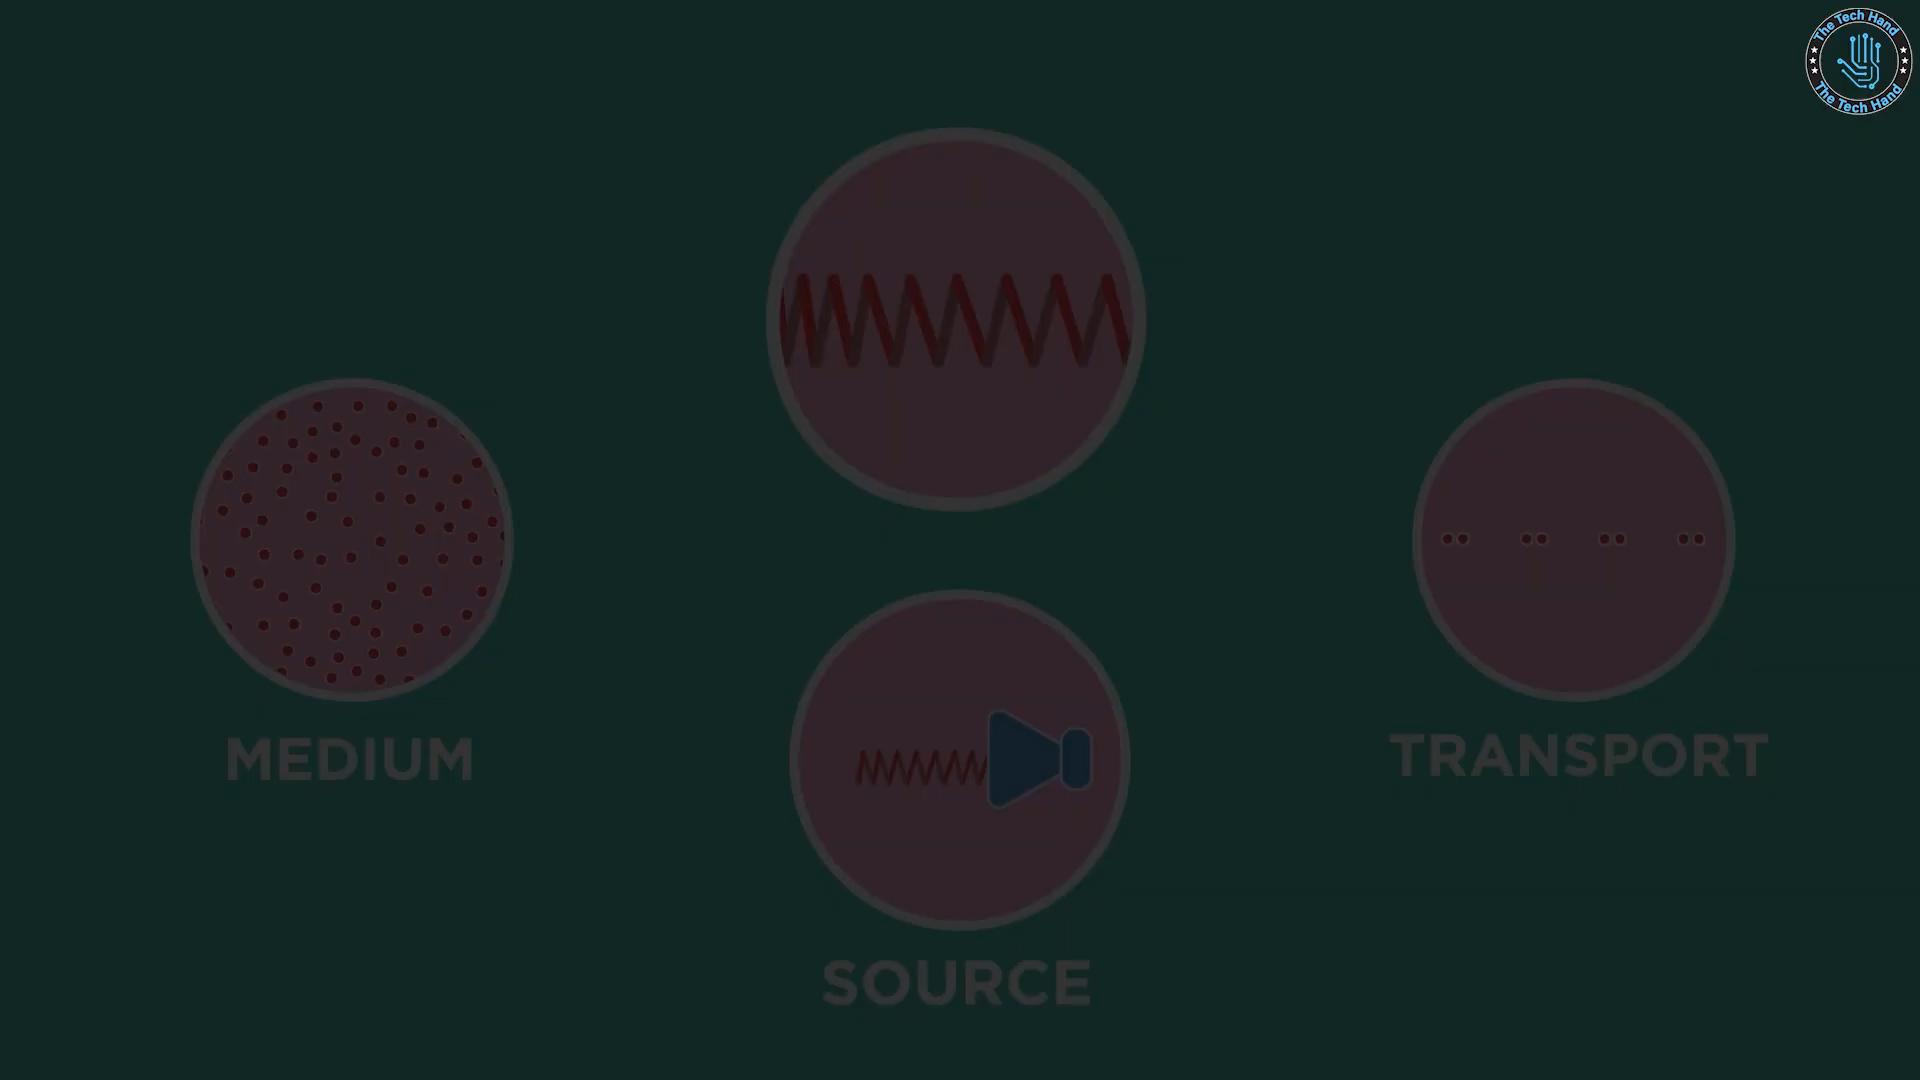 The Tech Hand
The Tech Hand
MEDIUM
TRANSPORT
SOURCE